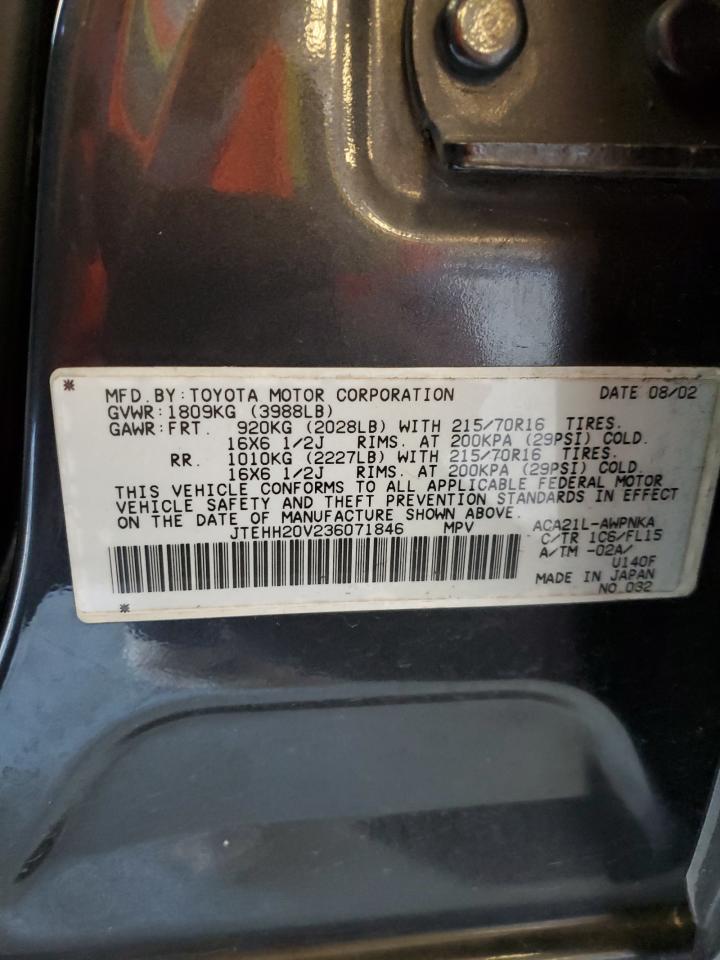 MFD.BY:TOYOTA MOTOR CORPORATION DATE 08/02
GVWR:1809KG (3988LB)
GAWR:FRT. 920KG (2028LB) WITH 215/70R16 TIRES.
16X6 1/2J RIMS. AT 200KPA (29PSI) COLD.
RR. 1010KG (2227LB) WITH 215/70R16 TIRES.
16X6 1/2J RIMS. AT 200KPA (29PSI) COLD.
THIS VEHICLE CONFORMS TO ALL APPLICABLE FEDERAL MOTOR
VEHICLE SAFETY AND THEFT PREVENTION STANDARDS IN EFFECT
ON THE DATE OF MANUFACTURE SHOWN ABOVE.
JTEHH20V236071846 MPV ACA21L-AWPNKA
C/TR 1C6/FL15
A/TM -02A/
U140F
MADE IN JAPAN
NO.032